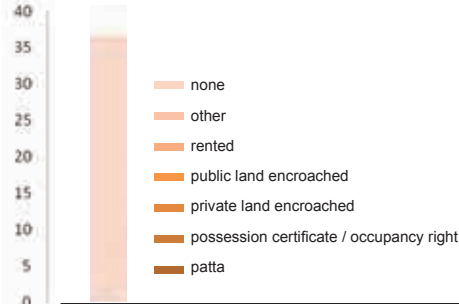 40
35
30
25
20
15
10
5
0
none
other
rented
public land encroached
private land encroached
possession certificate / occupancy right
patta